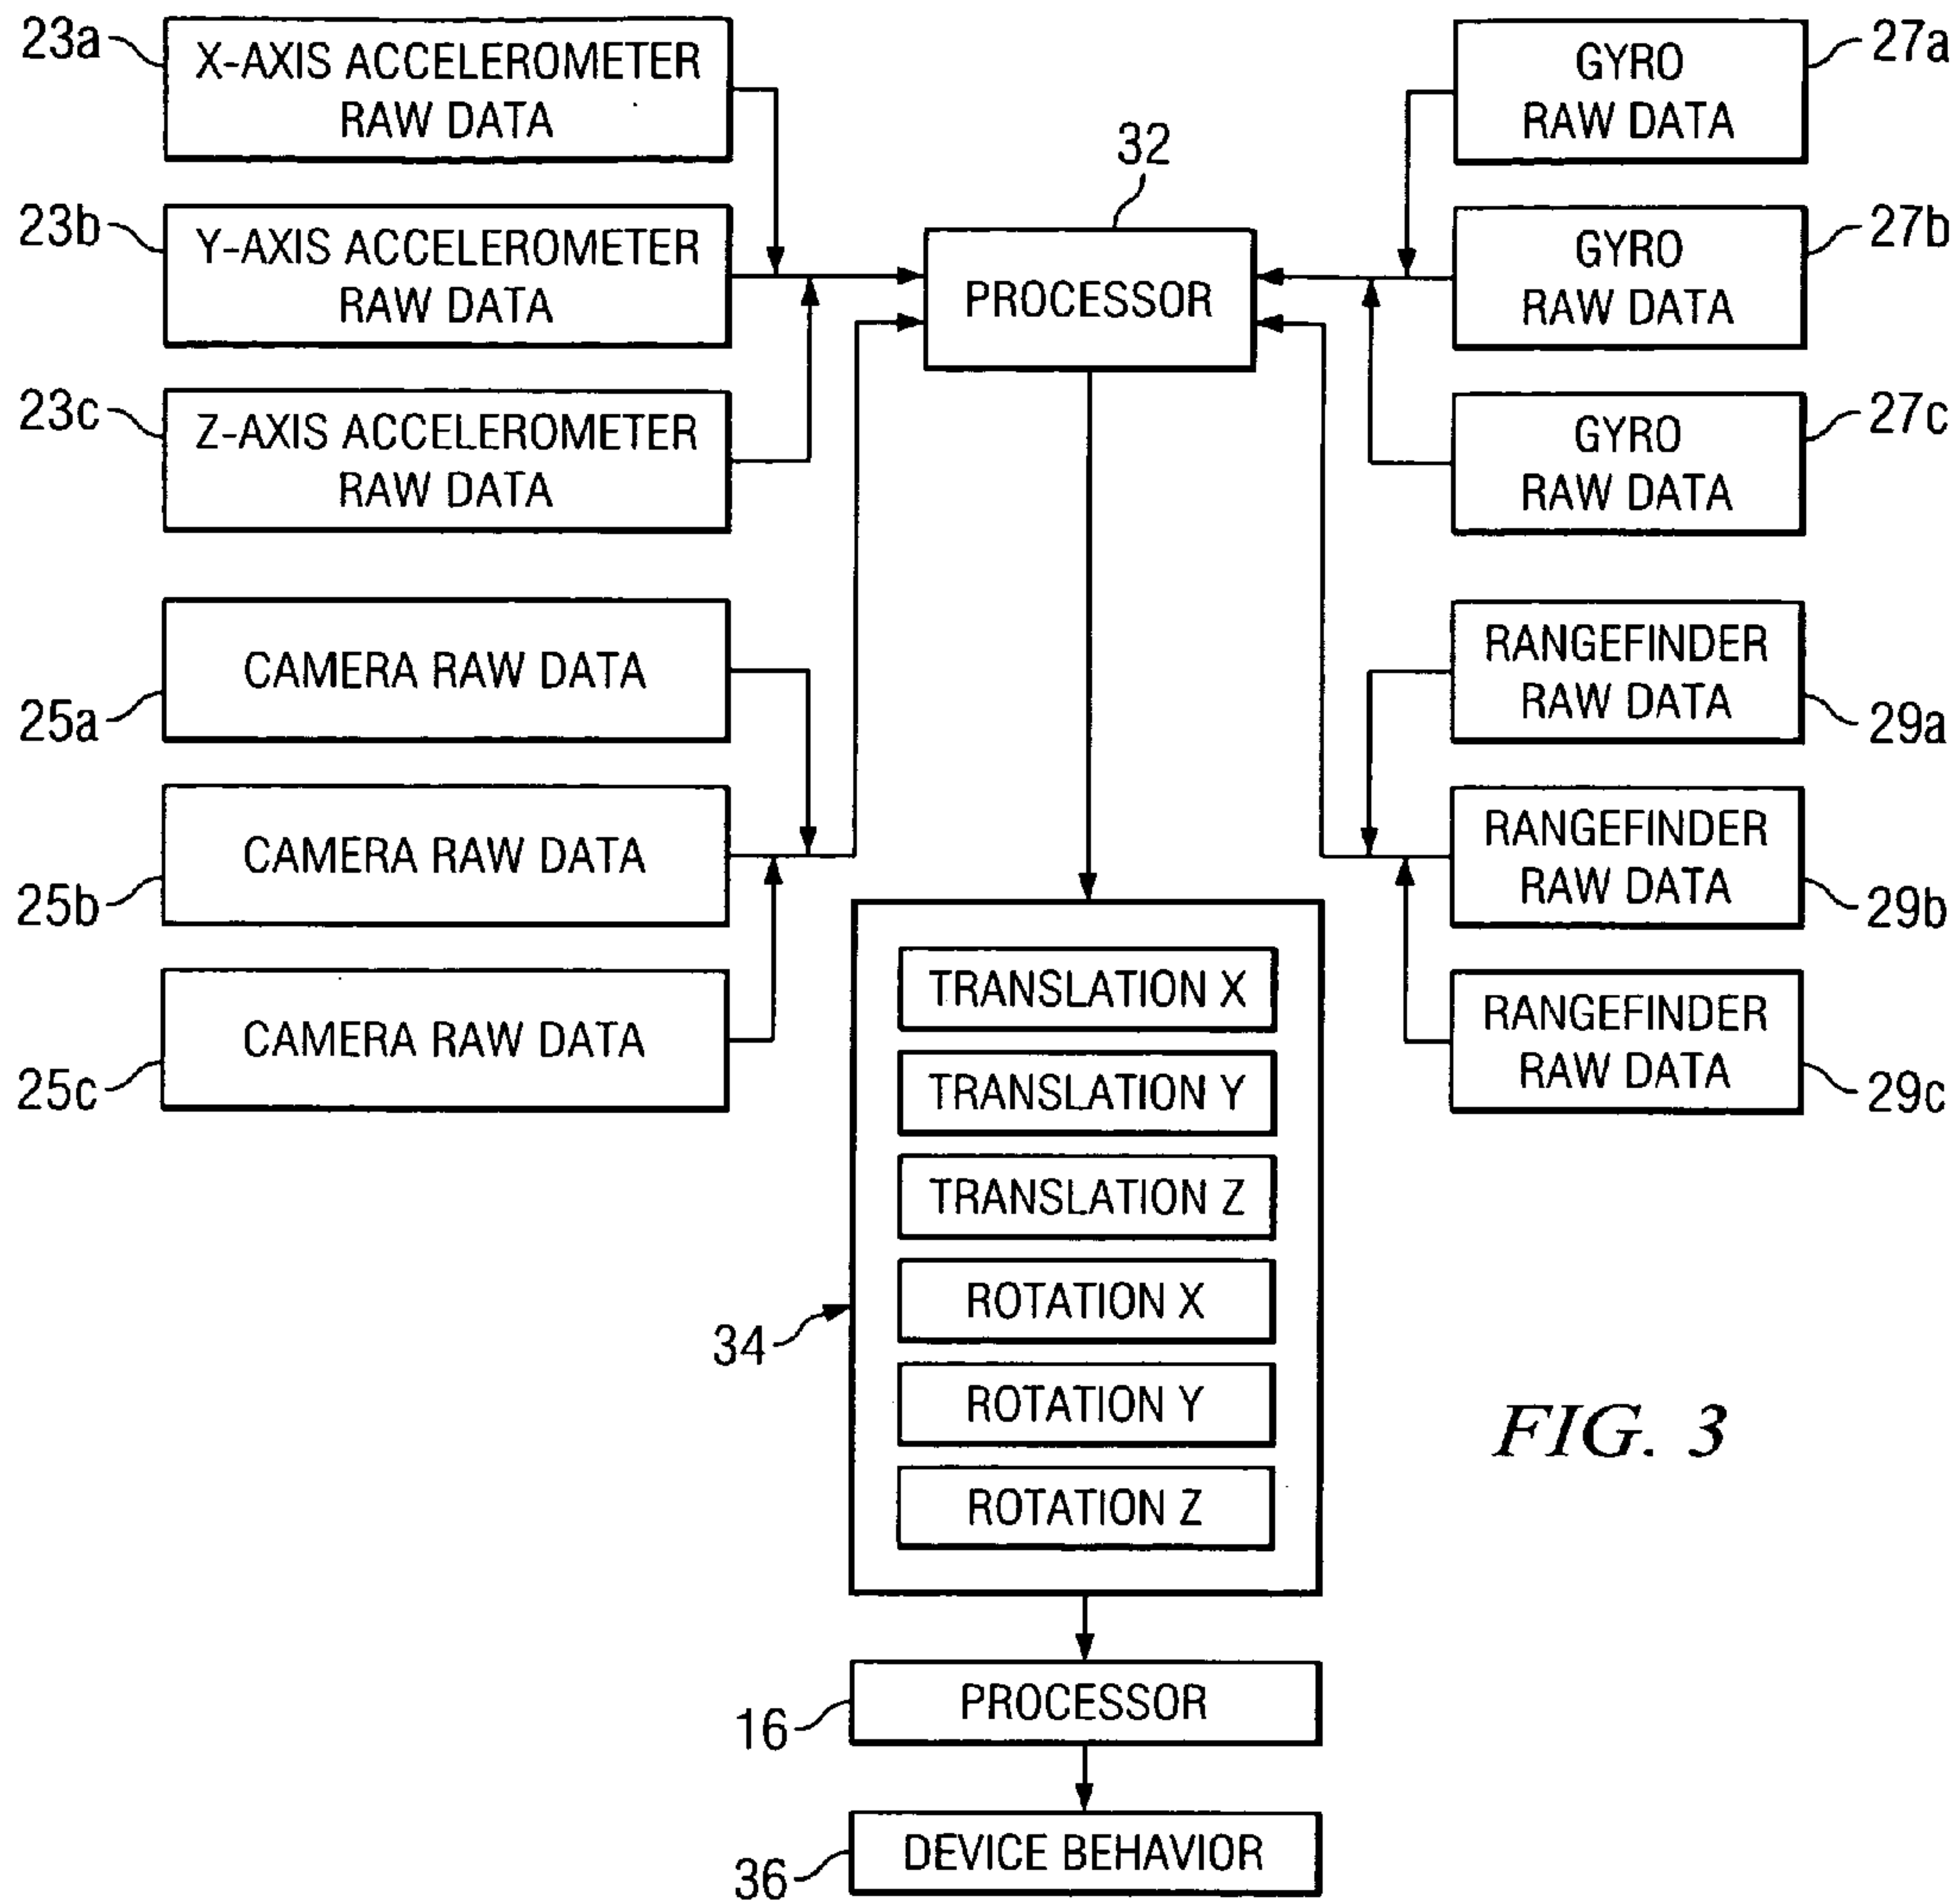 23a
X-AXIS ACCELEROMETER
RAW DATA
23b
Y-AXIS ACCELEROMETER
RAW DATA
23c
Z-AXIS ACCELEROMETER
RAW DATA
CAMERA RAW DATA
25a
CAMERA RAW DATA
25b
CAMERA RAW DATA
25c
32
PROCESSOR
GYRO
RAW DATA
27a
GYRO
RAW DATA
27b
GYRO
RAW DATA
27c
RANGEFINDER
RAW DATA
29a
RANGEFINDER
RAW DATA
29b
RANGEFINDER
RAW DATA
29c
TRANSLATION X
TRANSLATION Y
TRANSLATION Z
ROTATION X
ROTATION Y
ROTATION Z
34
PROCESSOR
16
DEVICE BEHAVIOR
36
FIG. 3